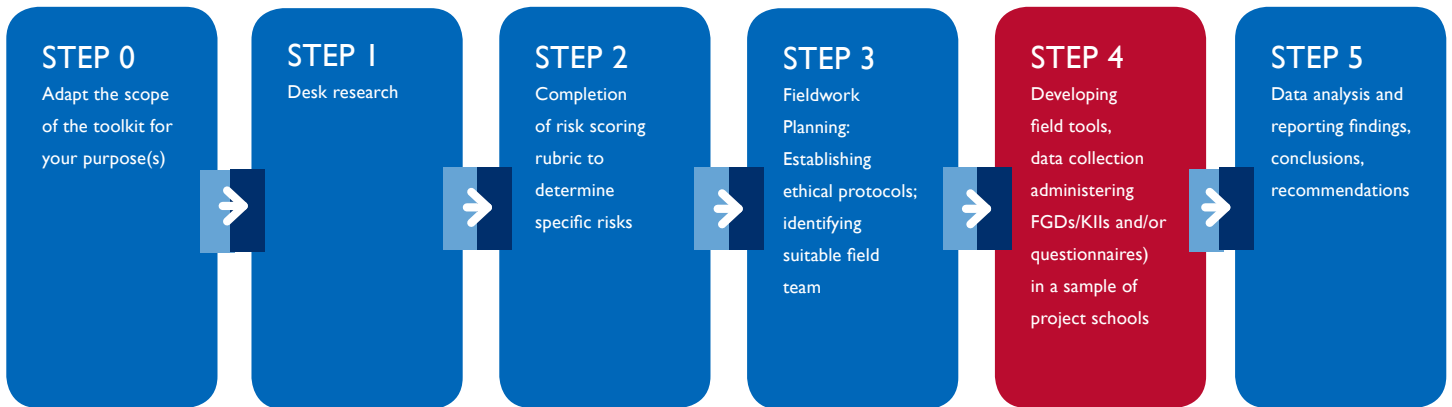 STEP 0
Adapt the scope
of the toolkit for
your purpose(s)
STEP 1
Desk research
STEP 2
Completion
of risk scoring
rubric to
determine
specific risks
STEP 3
Fieldwork
Planning:
Establishing
ethical protocols;
identifying
suitable field
team
STEP 4
Developing
field tools,
data collection
administering
FGDs/KIIs and/or
questionnaires)
in a sample of
project schools
STEP 5
Data analysis and
reporting findings,
conclusions,
recommendations